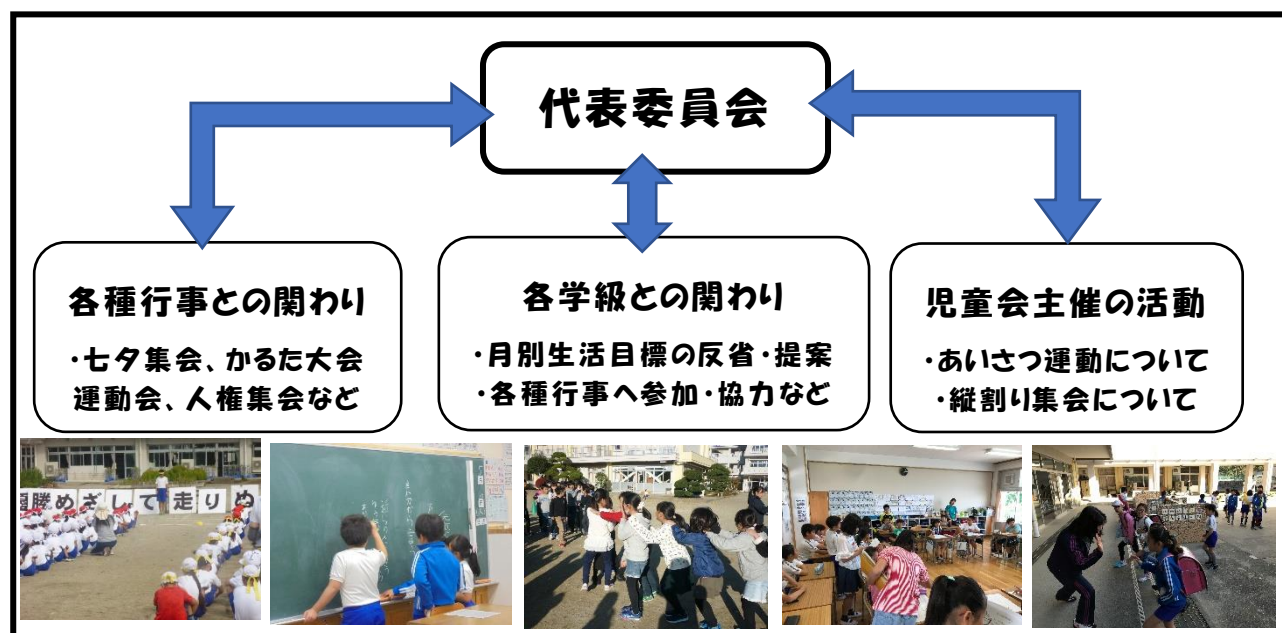 代表委員会
各種行事との関わり
・七夕集会、かるた大会
運動会、人権集会など
各学級との関わり
・月別生活目標の反省・提案
・各種行事へ参加・協力など
児童会主催の活動
・あいさつ運動について
・縦割り集会について
勝めざして走りぬ